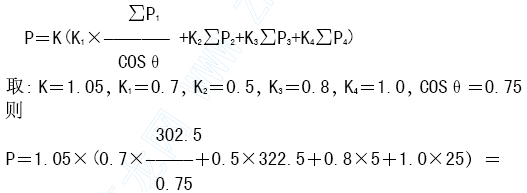 ∑P₁
P=K(K₁×———— +K₂∑P₂+K₃∑P₃+K₄∑P₄)
COS θ
取: K=1.05, K₁=0.7, K₂=0.5, K₃=0.8, K₄=1.0, COS θ=0.75
则
302.5
P=1.05×(0.7×————+0.5×322.5+0.8×5+1.0×25) =
0.75